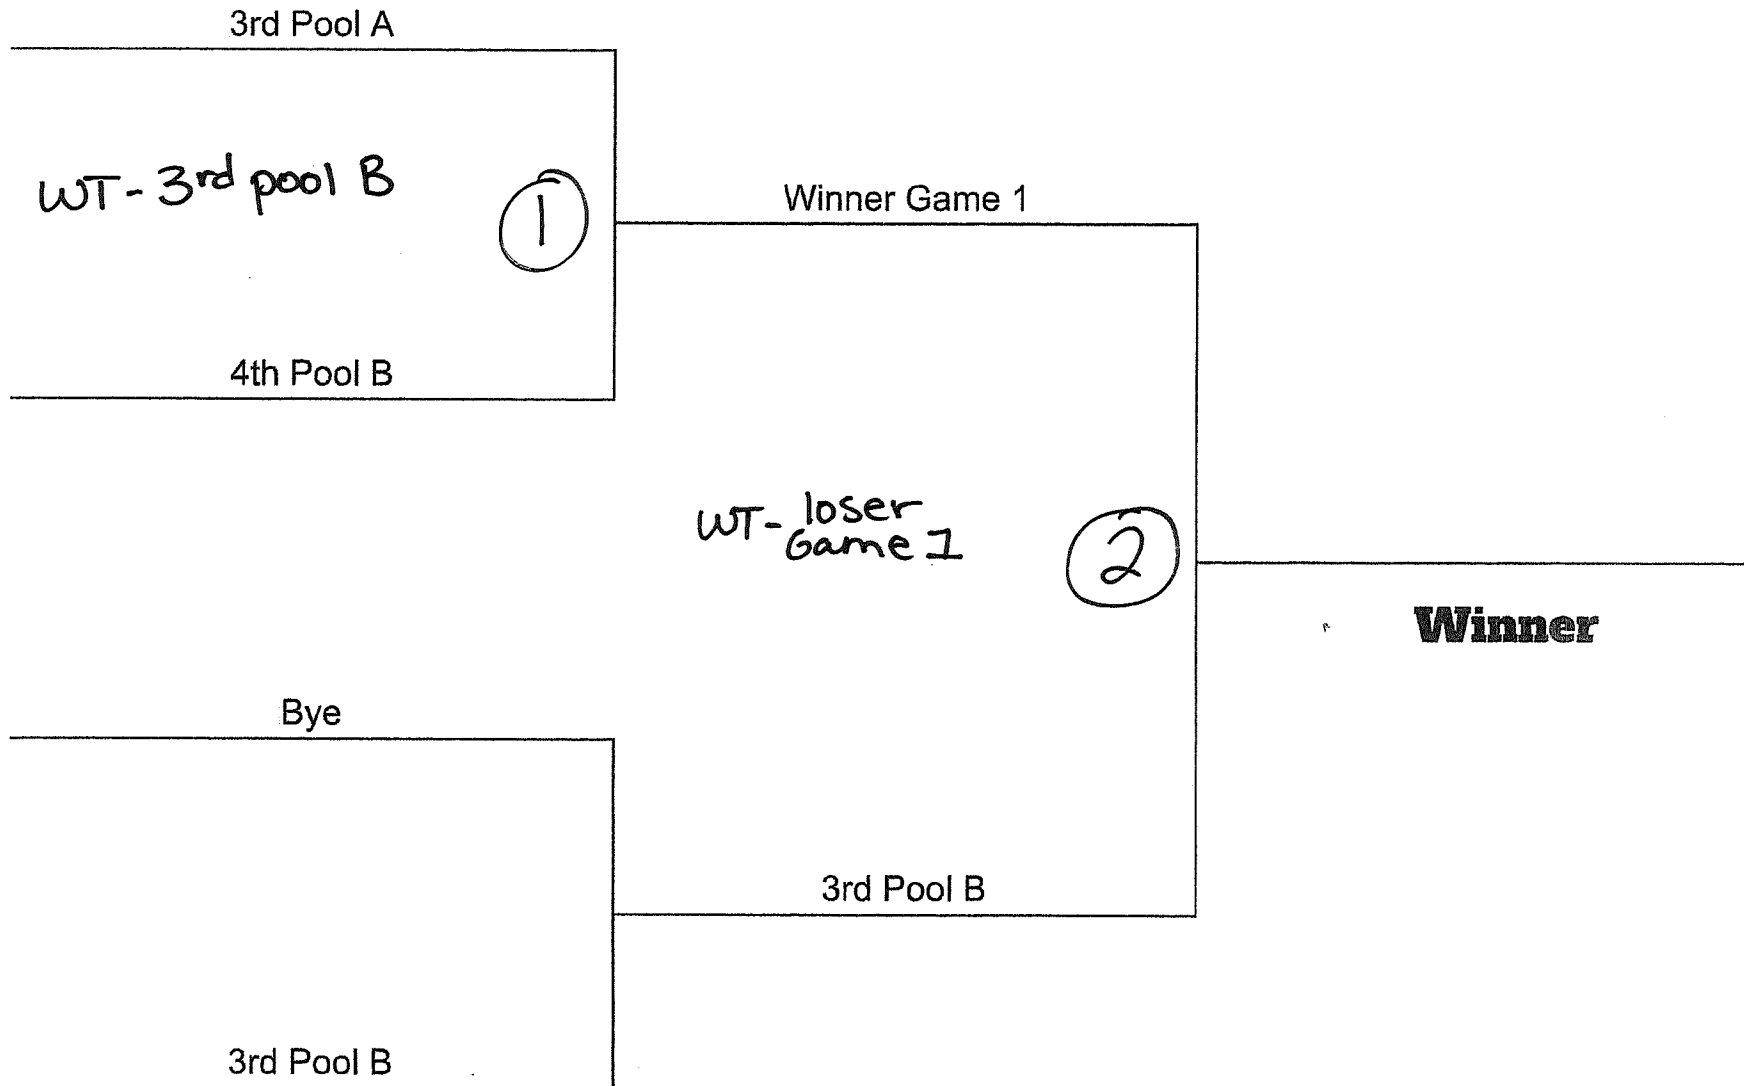 3rd Pool A
WT- 3rd pool B
1
4th Pool B
Winner Game 1
WT- loser
Game 1
2
Winner
Bye
3rd Pool B
3rd Pool B